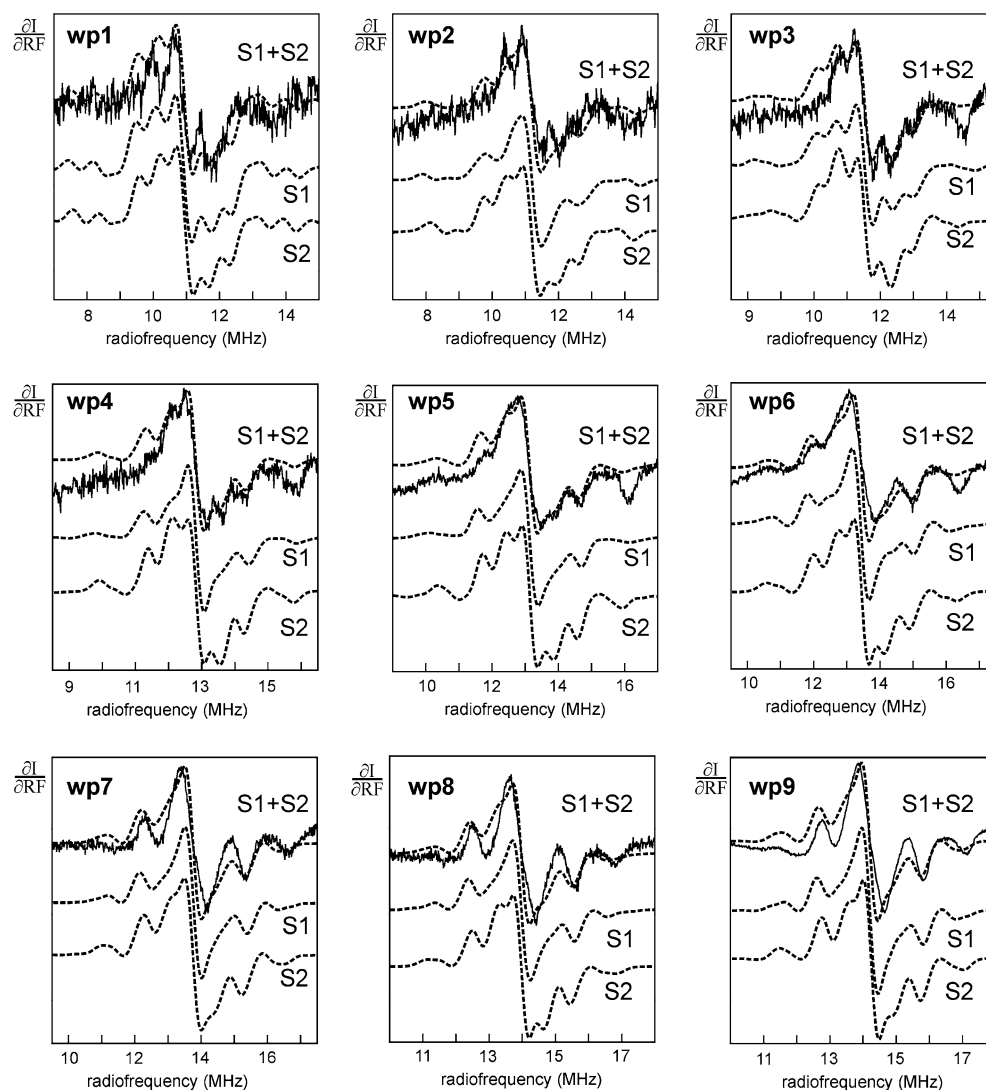 ∂I/∂RF wp1 S1+S2 S1 S2
8 10 12 14
radiofrequency (MHz)
∂I/∂RF wp2 S1+S2 S1 S2
8 10 12 14
radiofrequency (MHz)
∂I/∂RF wp3 S1+S2 S1 S2
9 10 11 12 13 14 15
radiofrequency (MHz)
∂I/∂RF wp4 S1+S2 S1 S2
9 11 13 15
radiofrequency (MHz)
∂I/∂RF wp5 S1+S2 S1 S2
10 12 14 16
radiofrequency (MHz)
∂I/∂RF wp6 S1+S2 S1 S2
10 12 14 16
radiofrequency (MHz)
∂I/∂RF wp7 S1+S2 S1 S2
10 12 14 16
radiofrequency (MHz)
∂I/∂RF wp8 S1+S2 S1 S2
11 13 15 17
radiofrequency (MHz)
∂I/∂RF wp9 S1+S2 S1 S2
11 13 15 17
radiofrequency (MHz)